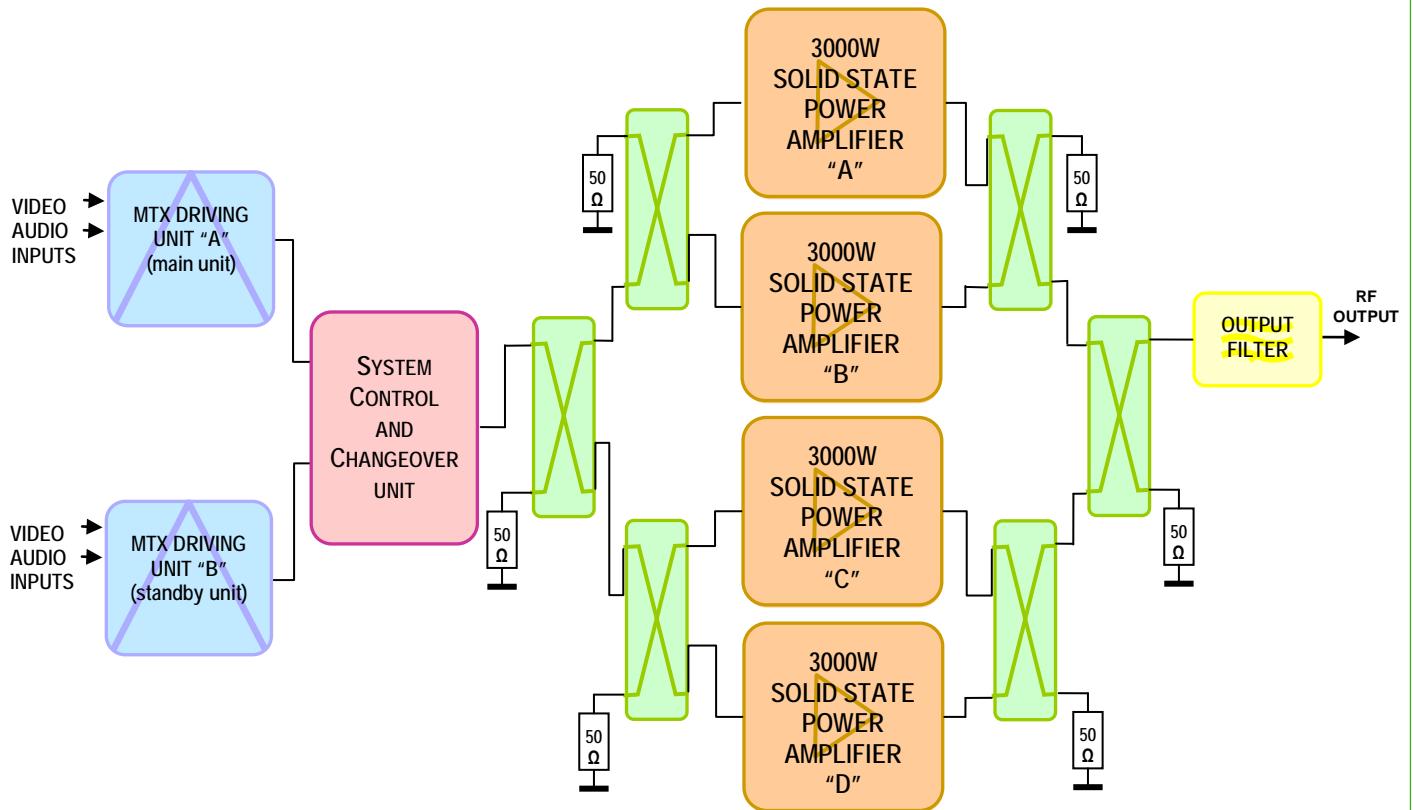 VIDEO
AUDIO
INPUTS
MTX DRIVING
UNIT "A"
(main unit)
VIDEO
AUDIO
INPUTS
MTX DRIVING
UNIT "B"
(standby unit)
SYSTEM
CONTROL
AND
CHANGEOVER
UNIT
50
Ω
50
Ω
50
Ω
3000W
SOLID STATE
POWER
AMPLIFIER
"A"
3000W
SOLID STATE
POWER
AMPLIFIER
"B"
3000W
SOLID STATE
POWER
AMPLIFIER
"C"
3000W
SOLID STATE
POWER
AMPLIFIER
"D"
50
Ω
50
Ω
50
Ω
OUTPUT
FILTER
RF
OUTPUT